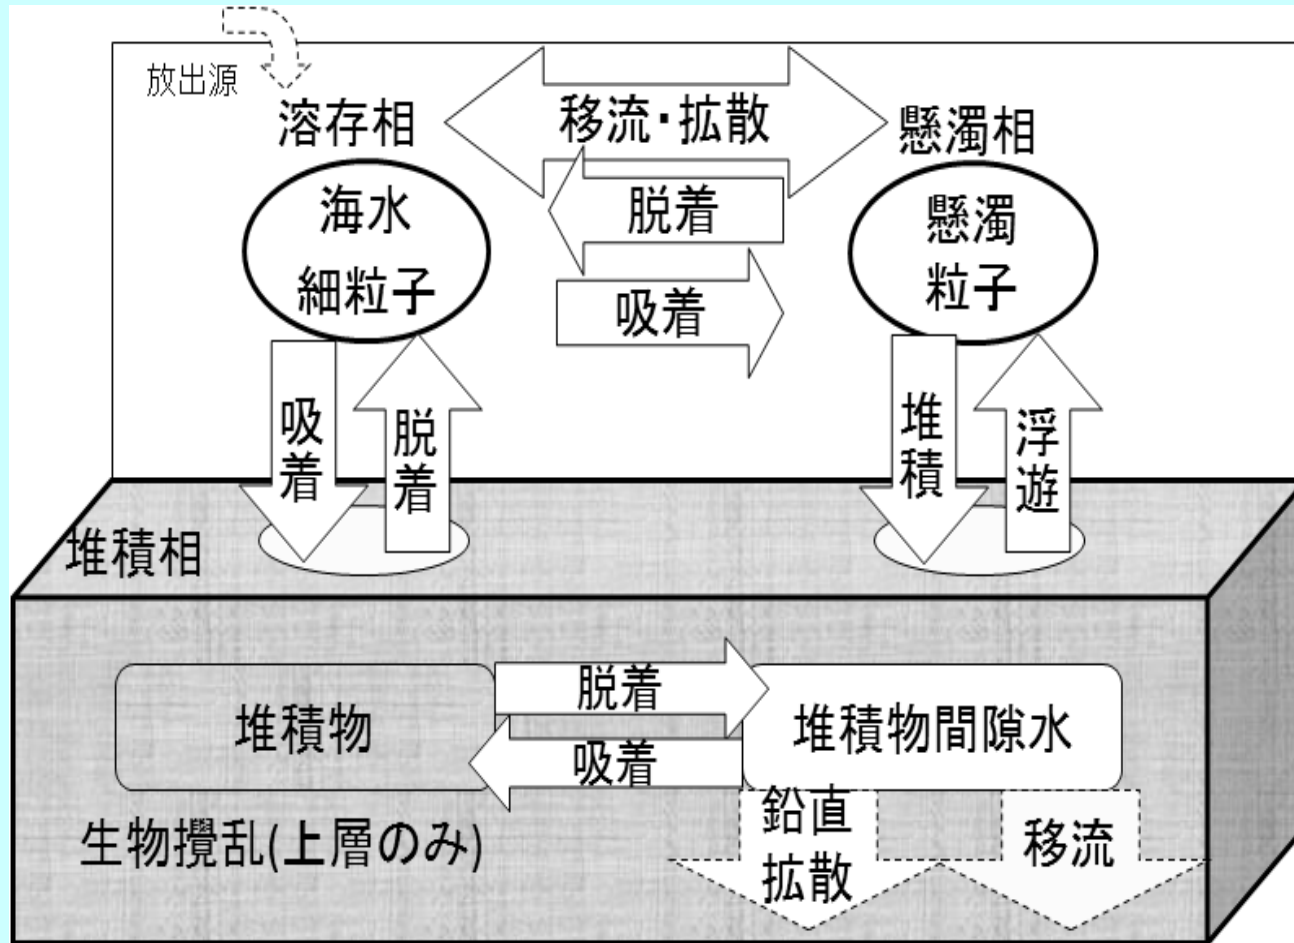 放出源
溶存相
移流・拡散
懸濁相
海水
細粒子
脱着
吸着
懸濁
粒子
吸着
脱着
堆積
浮遊
堆積相
堆積物
脱着
吸着
堆積物間隙水
生物攪乱(上層のみ)
鉛直
拡散
移流